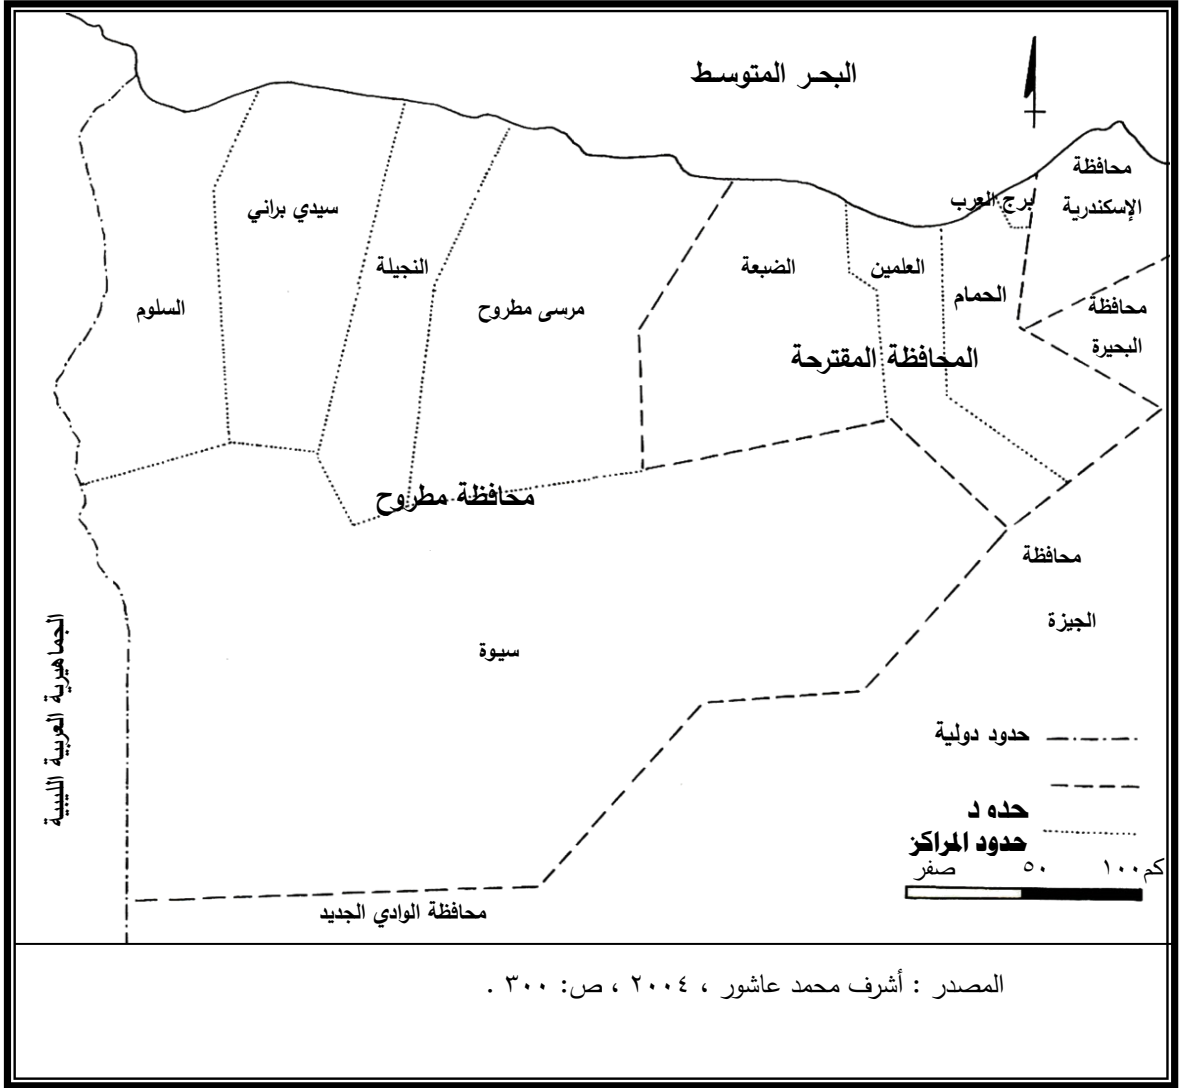 البحر المتوسط
محافظة
الإسكندرية
برج العرب
سيدي براني
النجيلة
الضبعة
العلمين
الحمام
السلوم
مرسى مطروح
محافظة
البحيرة
المحافظة المقترحة
محافظة مطروح
محافظة
الجيزة
سيوة
الجماهيرية العربية الليبية
حدود دولية
حدود المراكز
صفر ٥٠ ١٠٠ كم
محافظة الوادي الجديد
المصدر : أشرف محمد عاشور ، ٢٠٠٤ ، ص: ٣٠٠ .